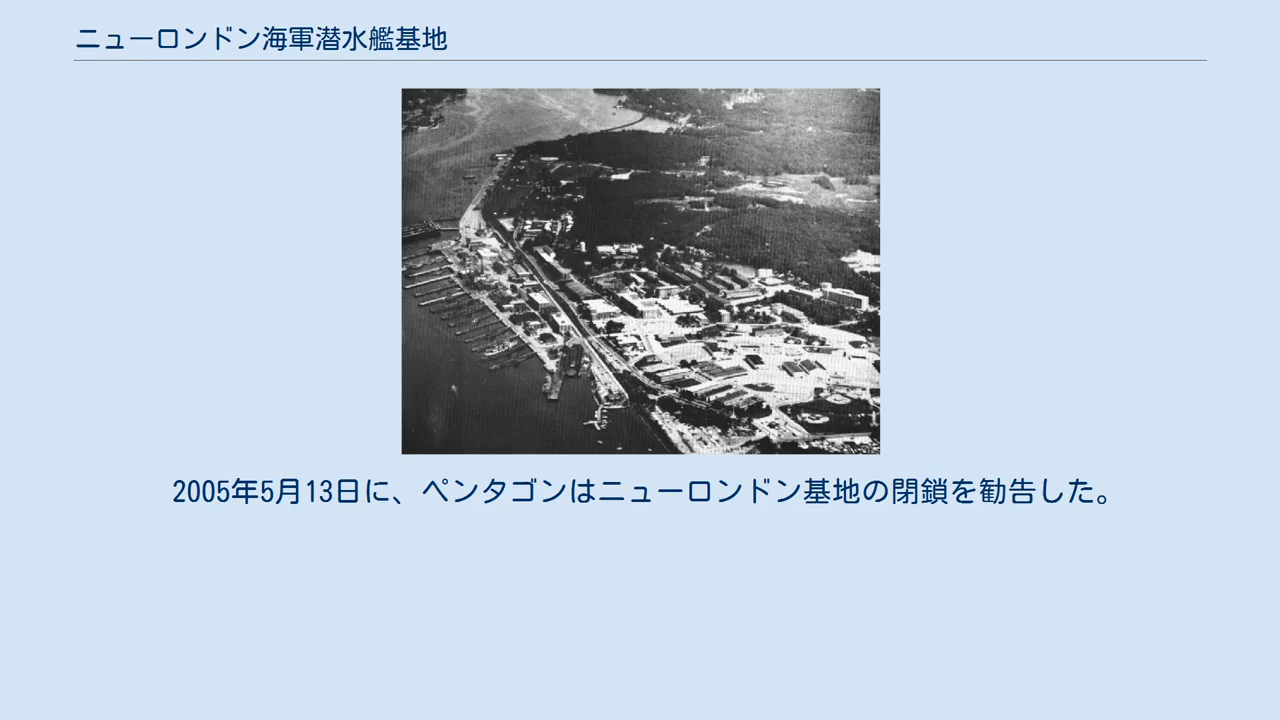 ニューロンドン海軍潜水艦基地
2005年5月13日に、ペンタゴンはニューロンドン基地の閉鎖を勧告した。